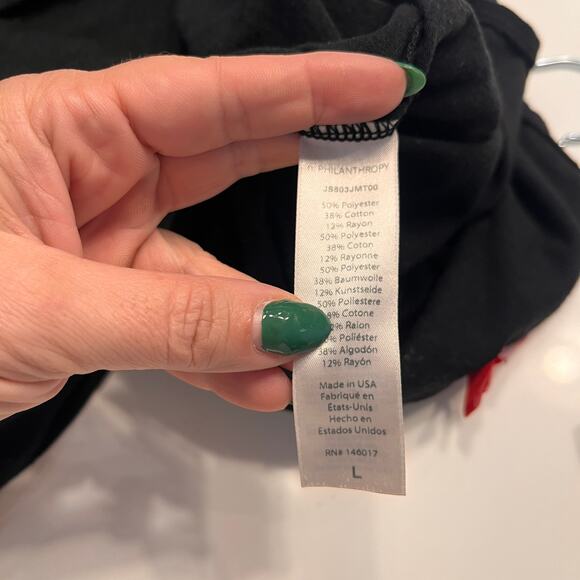 PHILANTHROPY
JS803JMT00
50% Polyester
38% Cotton
12% Rayon
50% Polyester
38% Coton
12% Rayonne
50% Polyester
38% Baumwolle
12% Kunstseide
50% Poliestere
Cotone
Raion
Poliéster
38% Algodón
12% Rayón
Made in USA
Fabriqué en
États-Unis
Hecho en
Estados Unidos
RN# 146017
L